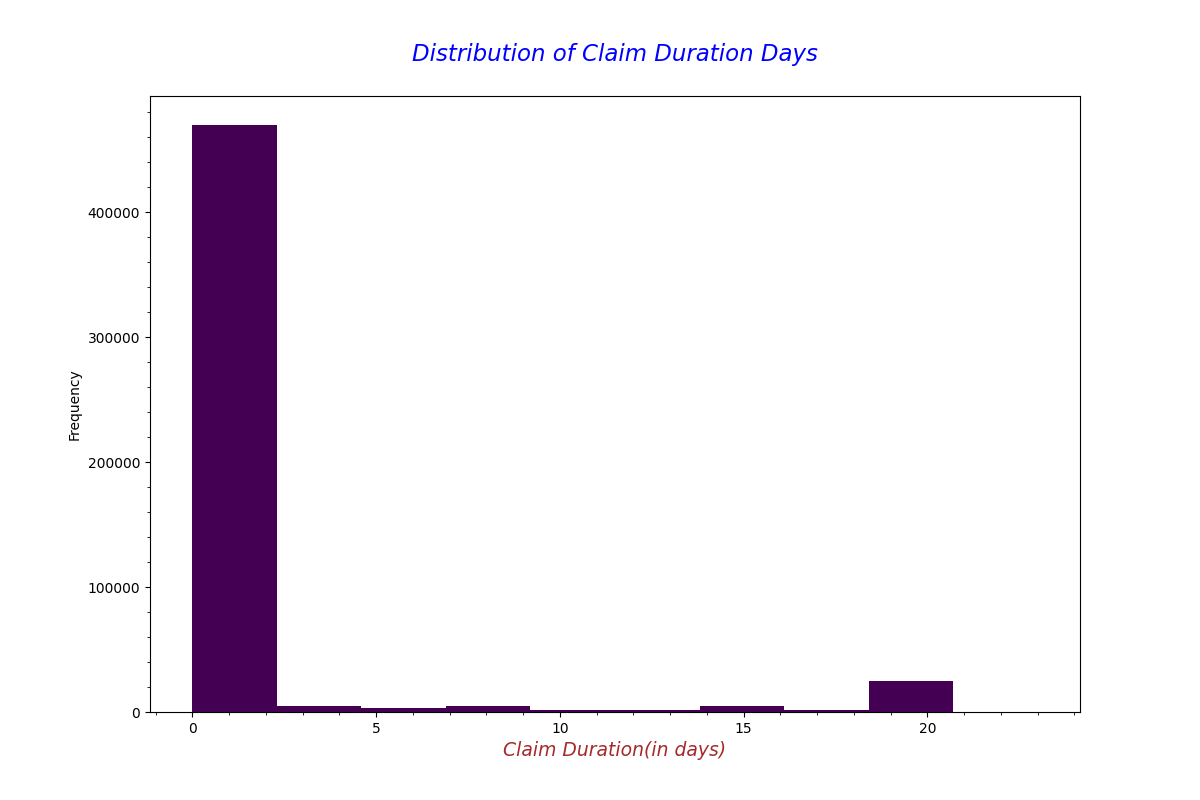 Distribution of Claim Duration Days
400000
300000
200000
100000
0
Frequency
0 5 10 15 20
Claim Duration(in days)